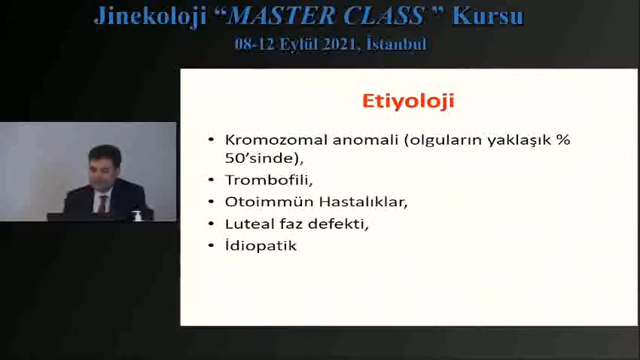 Jinekoloji “MASTER CLASS ” Kursu
08-12 Eylül 2021, İstanbul
Etiyoloji
• Kromozomal anomali (olguların yaklaşık %
50’sinde),
• Trombofili,
• Otoimmün Hastalıklar,
• Luteal faz defekti,
• İdiopatik